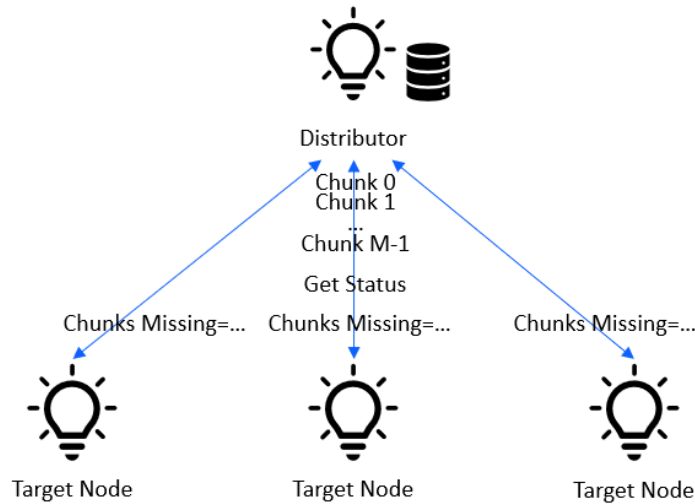 Distributor
Chunk 0
Chunk 1
...
Chunk M-1
Get Status
Chunks Missing=...
Chunks Missing=...
Chunks Missing=...
Target Node
Target Node
Target Node